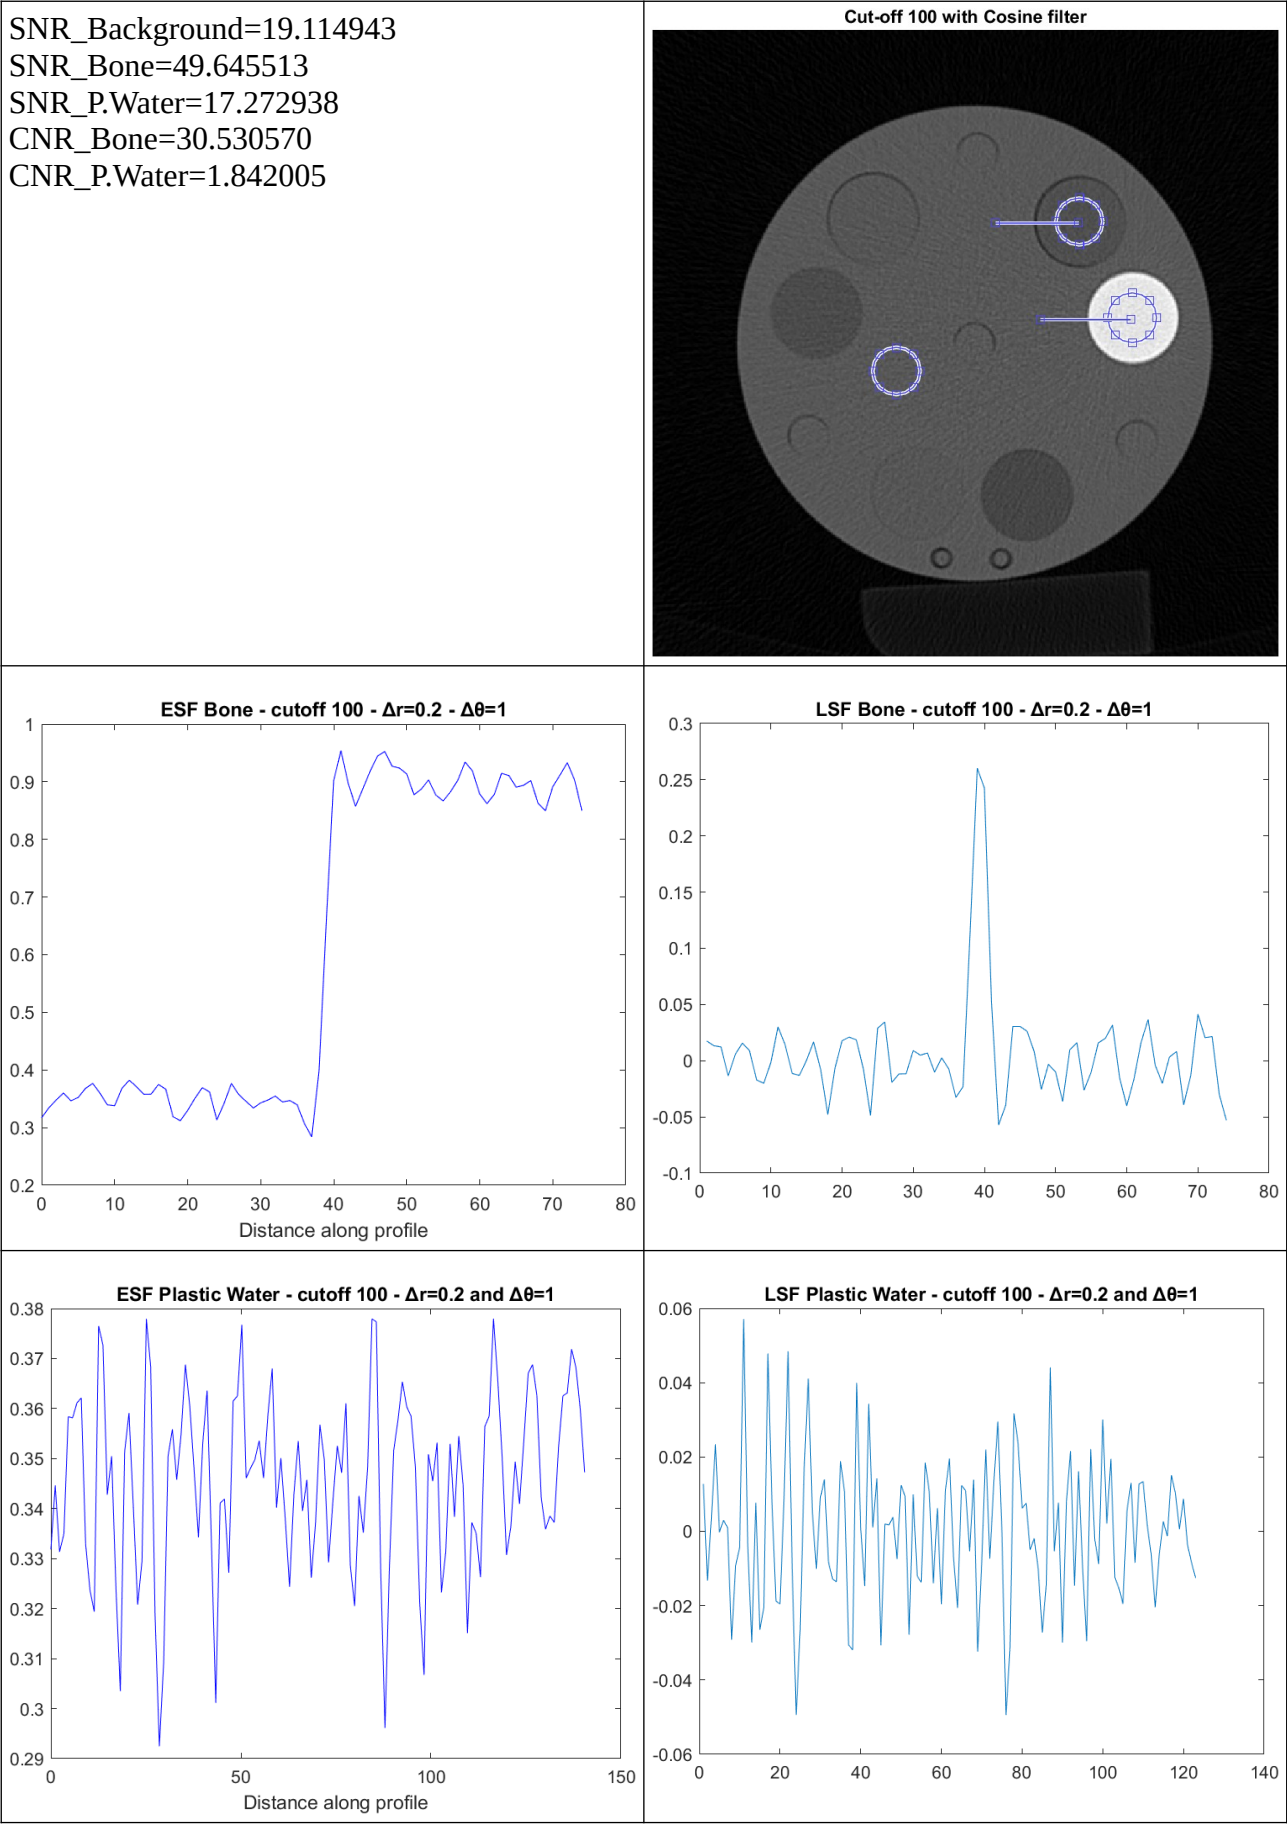 SNR_Background=19.114943
SNR_Bone=49.645513
SNR_P.Water=17.272938
CNR_Bone=30.530570
CNR_P.Water=1.842005
Cut-off 100 with Cosine filter
ESF Bone - cutoff 100 - Δr=0.2 - Δθ=1
1
0.9
0.8
0.7
0.6
0.5
0.4
0.3
0.2
0 10 20 30 40 50 60 70 80
Distance along profile
LSF Bone - cutoff 100 - Δr=0.2 - Δθ=1
0.3
0.25
0.2
0.15
0.1
0.05
0
-0.05
-0.1
0 10 20 30 40 50 60 70 80
ESF Plastic Water - cutoff 100 - Δr=0.2 and Δθ=1
0.38
0.37
0.36
0.35
0.34
0.33
0.32
0.31
0.3
0.29
0 50 100 150
Distance along profile
LSF Plastic Water - cutoff 100 - Δr=0.2 and Δθ=1
0.06
0.04
0.02
0
-0.02
-0.04
-0.06
0 20 40 60 80 100 120 140